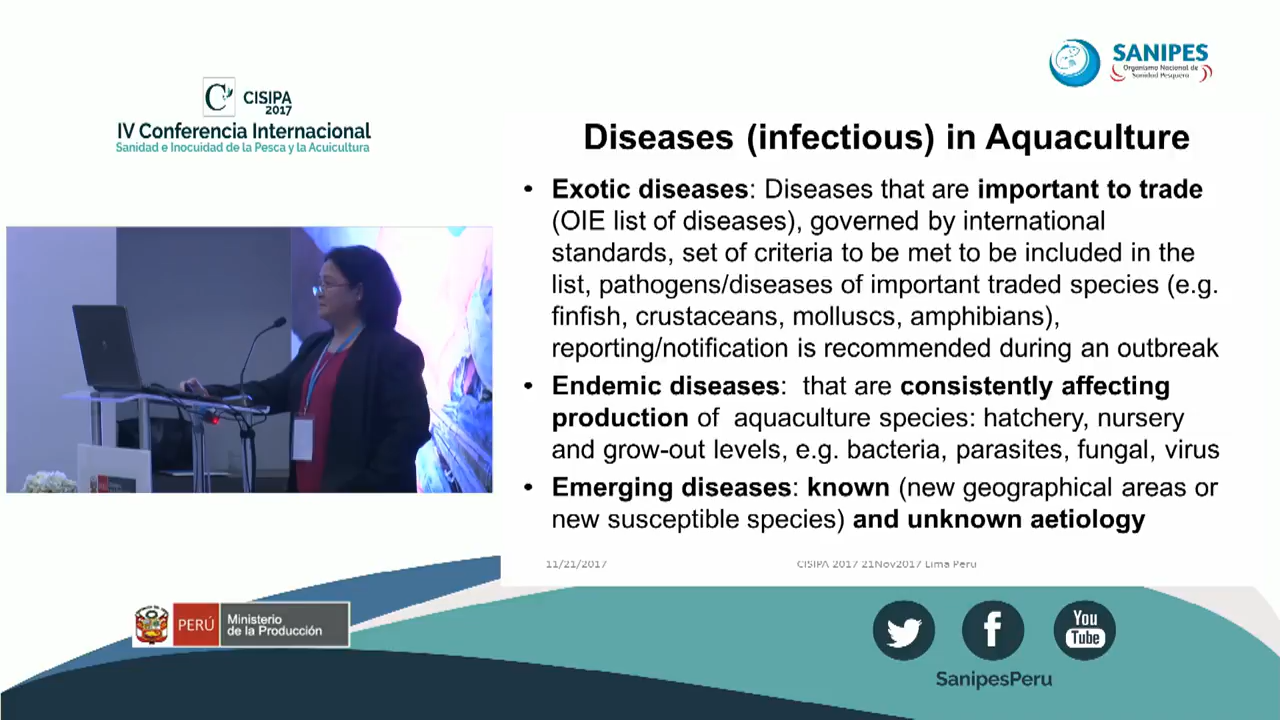 SANIPES
Organismo Nacional de
Sanidad Pesquera
CISIPA
2017
IV Conferencia Internacional
Sanidad e Inocuidad de la Pesca y la Acuicultura
Diseases (infectious) in Aquaculture
• Exotic diseases: Diseases that are important to trade
(OIE list of diseases), governed by international
standards, set of criteria to be met to be included in the
list, pathogens/diseases of important traded species (e.g.
finfish, crustaceans, molluscs, amphibians),
reporting/notification is recommended during an outbreak
• Endemic diseases: that are consistently affecting
production of aquaculture species: hatchery, nursery
and grow-out levels, e.g. bacteria, parasites, fungal, virus
• Emerging diseases: known (new geographical areas or
new susceptible species) and unknown aetiology
11/21/2017
CISIPA 2017 21Nov2017 Lima Peru
PERÚ
Ministerio
de la Producción
You
Tube
SanipesPeru